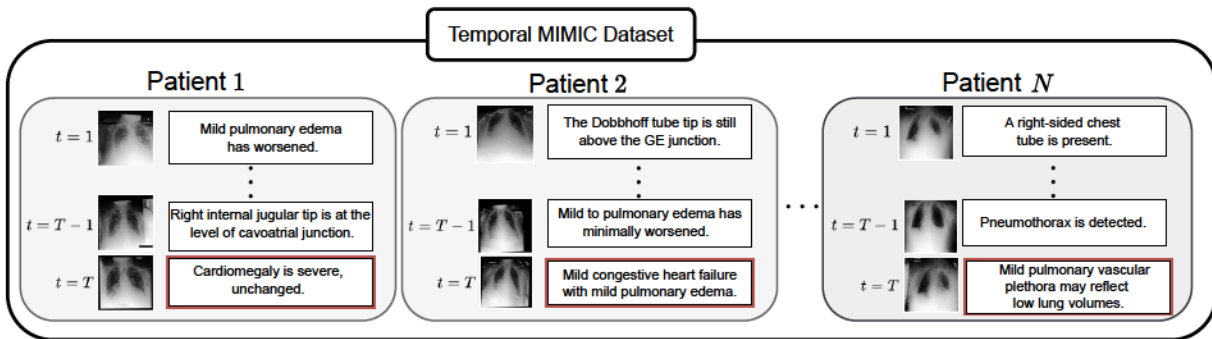 Temporal MIMIC Dataset
Patient 1
t = 1
Mild pulmonary edema
has worsened.
t = T − 1
Right internal jugular tip is at the
level of cavoatrial junction.
t = T
Cardiomegaly is severe,
unchanged.
Patient 2
t = 1
The Dobbhoff tube tip is still
above the GE junction.
t = T − 1
Mild to pulmonary edema has
minimally worsened.
t = T
Mild congestive heart failure
with mild pulmonary edema.
Patient N
t = 1
A right-sided chest
tube is present.
t = T − 1
Pneumothorax is detected.
t = T
Mild pulmonary vascular
plethora may reflect
low lung volumes.